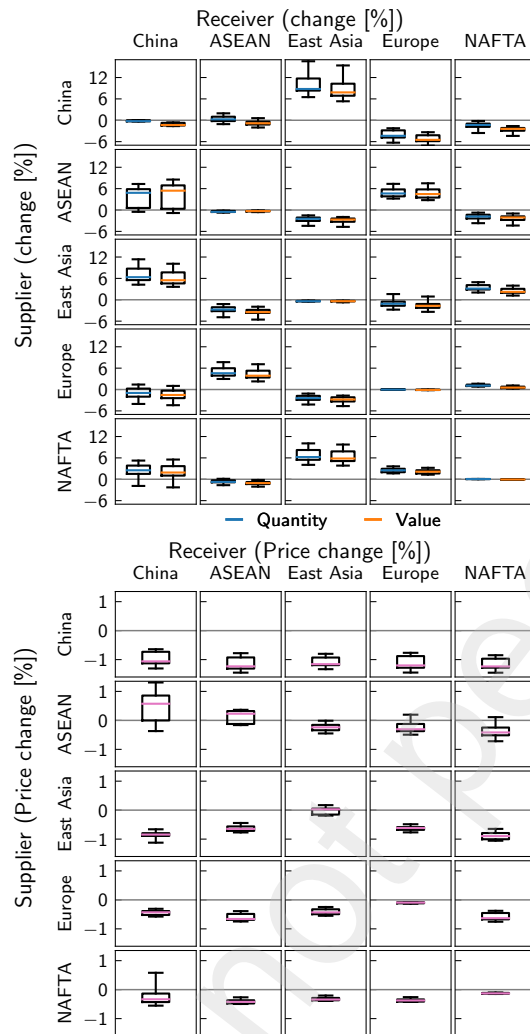 Receiver (change [%])
China ASEAN East Asia Europe NAFTA
Supplier (change [%])
China
12
6
0
−6
ASEAN
12
6
0
−6
East Asia
12
6
0
−6
Europe
12
6
0
−6
NAFTA
12
6
0
6
Quantity Value
Receiver (Price change [%])
China ASEAN East Asia Europe NAFTA
Supplier (Price change [%])
China
1
0
−1
ASEAN
1
0
−1
East Asia
1
0
−1
Europe
1
0
−1
NAFTA
1
0
−1
not pe